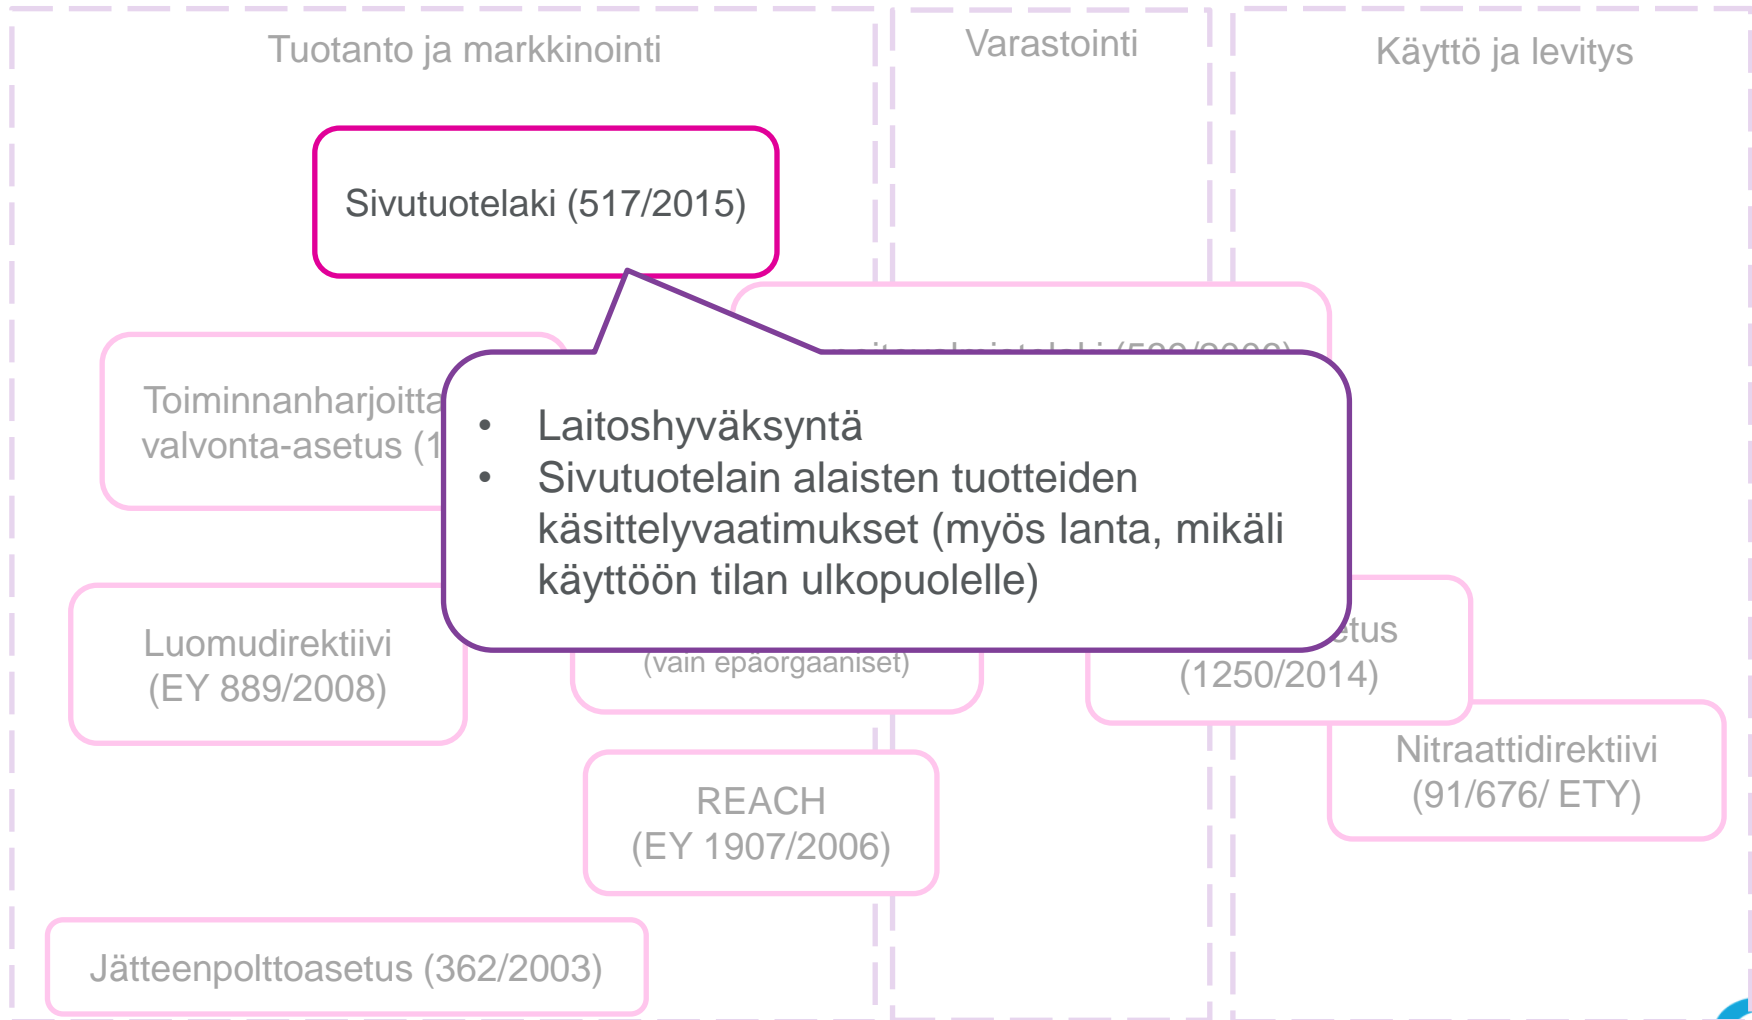 Tuotanto ja markkinointi
Varastointi
Käyttö ja levitys
Sivutuotelaki (517/2015)
Toiminnanharjoitta
valvonta-asetus (1
• Laitoshyväksyntä
• Sivutuotelain alaisten tuotteiden
käsittelyvaatimukset (myös lanta, mikäli
käyttöön tilan ulkopuolelle)
Luomudirektiivi
(EY 889/2008)
(vain epäorgaaniset)
etus
(1250/2014)
Nitraattidirektiivi
(91/676/ ETY)
REACH
(EY 1907/2006)
Jätteenpolttoasetus (362/2003)